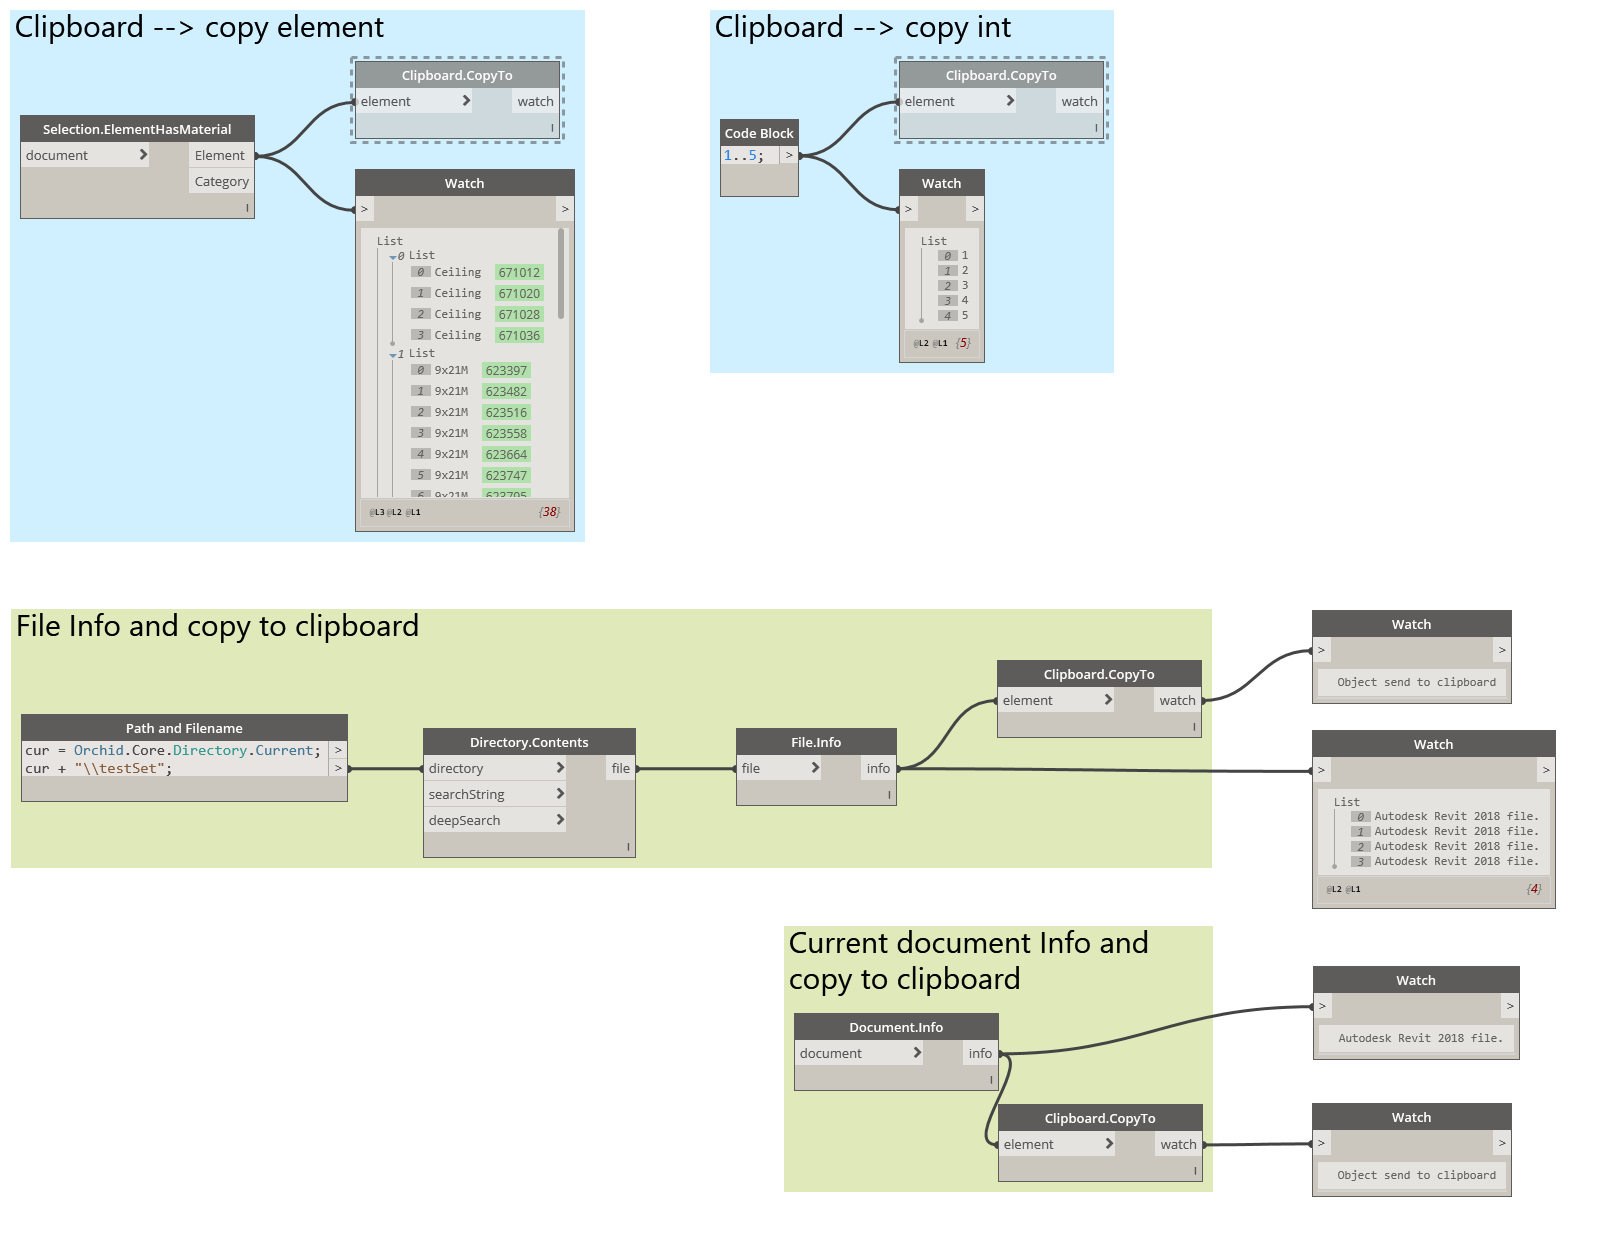 Clipboard --> copy element
Clipboard.CopyTo
element > watch
I
Selection.ElementHasMaterial
document > Element
Category
I
Watch
> >
List
0 List
0 Ceiling 671012
1 Ceiling 671020
2 Ceiling 671028
3 Ceiling 671036
1 List
0 9x21M 623397
1 9x21M 623482
2 9x21M 623516
3 9x21M 623558
4 9x21M 623664
5 9x21M 623747
6 9x21M 623795
@L3 @L2 @L1 {38}
Clipboard --> copy int
Clipboard.CopyTo
element > watch
I
Code Block
1..5; >
Watch
> >
List
0 1
1 2
2 3
3 4
4 5
@L2 @L1 {5}
File Info and copy to clipboard
Path and Filename
cur = Orchid.Core.Directory.Current; >
cur + "\\testSet"; >
Directory.Contents
directory > file
searchString >
deepSearch >
I
File.Info
file > info
I
Clipboard.CopyTo
element > watch
I
Watch
> >
Object send to clipboard
Watch
> >
List
0 Autodesk Revit 2018 file.
1 Autodesk Revit 2018 file.
2 Autodesk Revit 2018 file.
3 Autodesk Revit 2018 file.
@L2 @L1 {4}
Current document Info and
copy to clipboard
Document.Info
document > info
I
Clipboard.CopyTo
element > watch
I
Watch
> >
Autodesk Revit 2018 file.
Watch
> >
Object send to clipboard